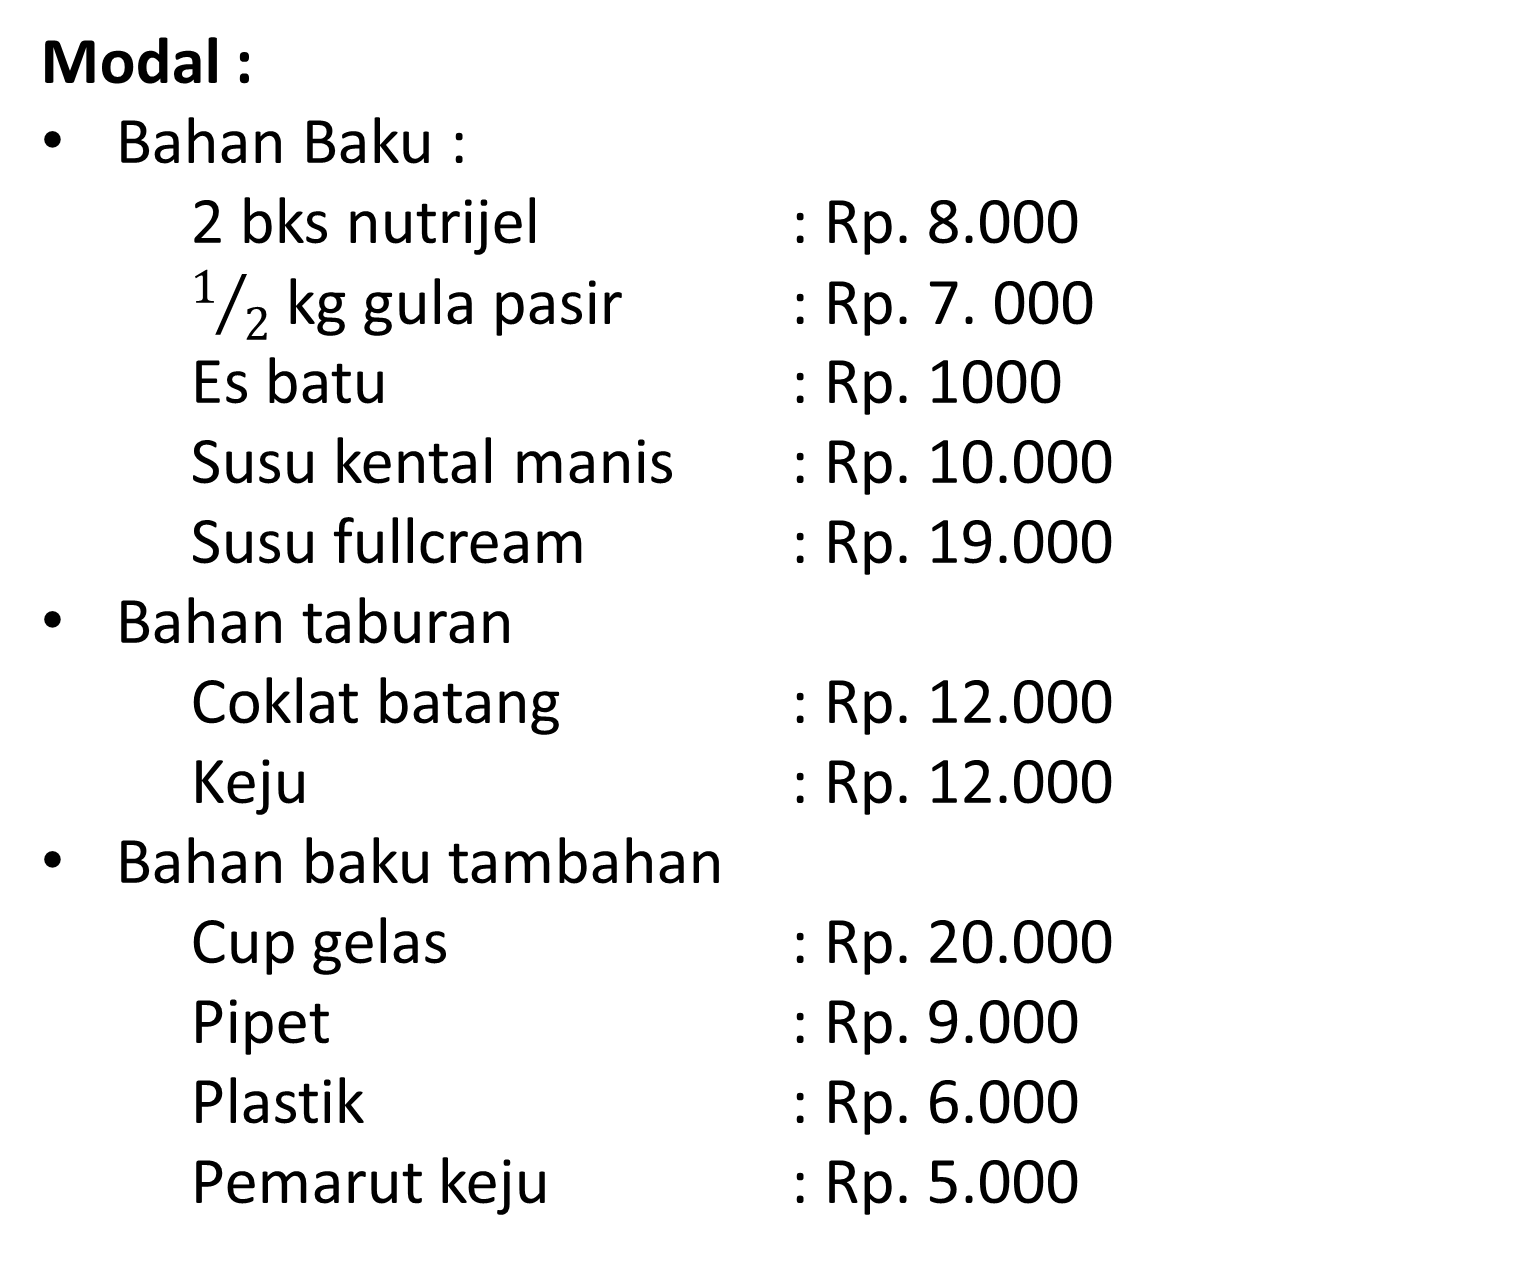 Modal :
• Bahan Baku :
2 bks nutrijel : Rp. 8.000
1/2 kg gula pasir : Rp. 7. 000
Es batu : Rp. 1000
Susu kental manis : Rp. 10.000
Susu fullcream : Rp. 19.000
• Bahan taburan
Coklat batang : Rp. 12.000
Keju : Rp. 12.000
• Bahan baku tambahan
Cup gelas : Rp. 20.000
Pipet : Rp. 9.000
Plastik : Rp. 6.000
Pemarut keju : Rp. 5.000